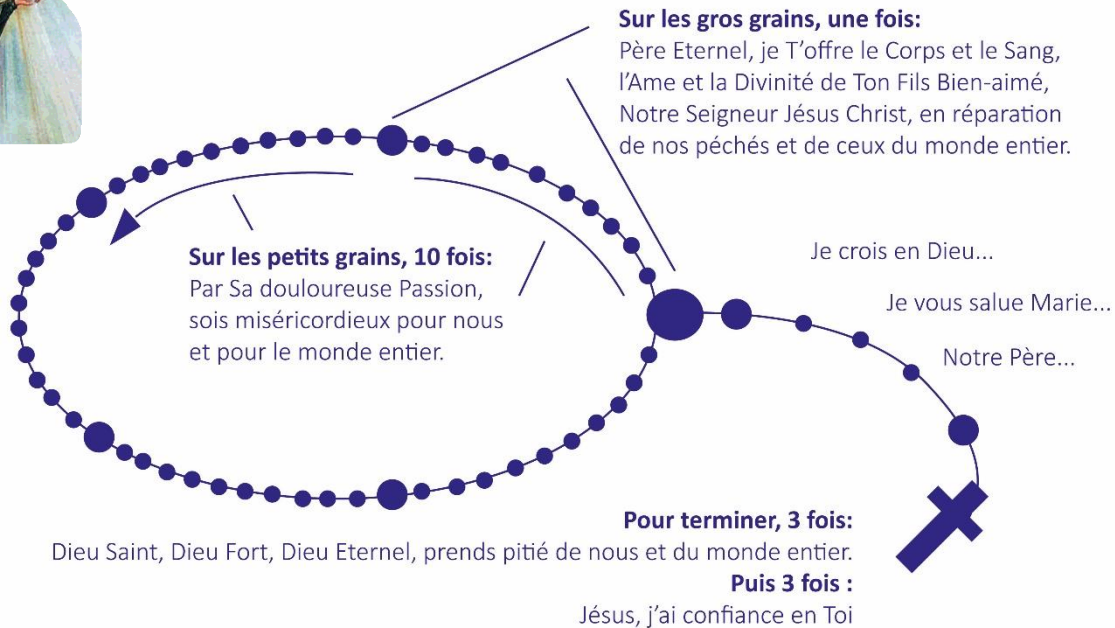 Sur les gros grains, une fois:
Père Eternel, je T’offre le Corps et le Sang,
l’Ame et la Divinité de Ton Fils Bien-aimé,
Notre Seigneur Jésus Christ, en réparation
de nos péchés et de ceux du monde entier.
Sur les petits grains, 10 fois:
Par Sa douloureuse Passion,
sois miséricordieux pour nous
et pour le monde entier.
Je crois en Dieu...
Je vous salue Marie...
Notre Père...
Pour terminer, 3 fois:
Dieu Saint, Dieu Fort, Dieu Eternel, prends pitié de nous et du monde entier.
Puis 3 fois :
Jésus, j’ai confiance en Toi